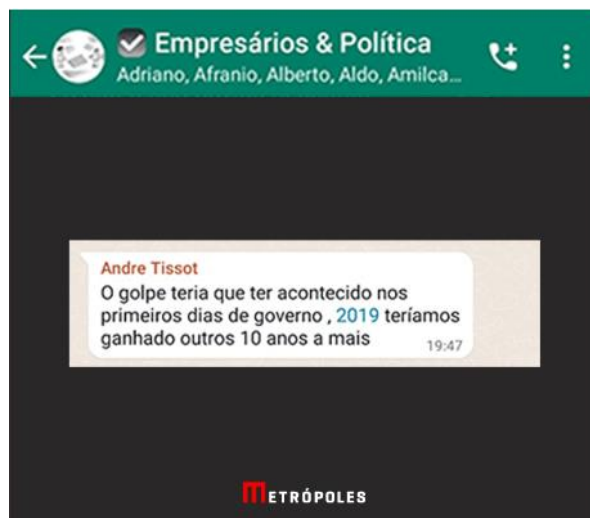 Empresários & Política
Adriano, Afranio, Alberto, Aldo, Amilca...
Andre Tissot
O golpe teria que ter acontecido nos
primeiros dias de governo , 2019 teríamos
ganhado outros 10 anos a mais
19:47
METRÓPOLES